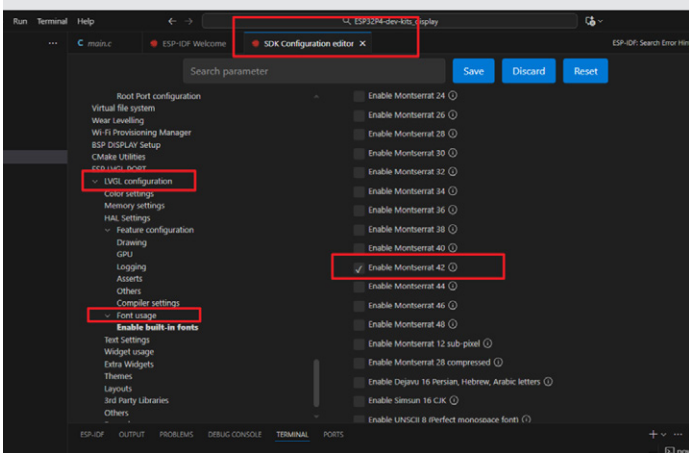 Run Terminal Help
ESP32P4-dev-kits_display
main.c
ESP-IDF Welcome
SDK Configuration editor
ESP-IDF: Search Error Hin
Search parameter
Save
Discard
Reset
Root Port configuration
Virtual file system
Wear Levelling
Wi-Fi Provisioning Manager
BSP DISPLAY Setup
CMake Utilities
ESP LVGL PORT
LVGL configuration
Color settings
Memory settings
HAL Settings
Feature configuration
Drawing
GPU
Logging
Asserts
Others
Compiler settings
Font usage
Enable built-in fonts
Text Settings
Widget usage
Extra Widgets
Themes
Layouts
3rd Party Libraries
Others
Enable Montserrat 24
Enable Montserrat 26
Enable Montserrat 28
Enable Montserrat 30
Enable Montserrat 32
Enable Montserrat 34
Enable Montserrat 36
Enable Montserrat 38
Enable Montserrat 40
Enable Montserrat 42
Enable Montserrat 44
Enable Montserrat 46
Enable Montserrat 48
Enable Montserrat 12 sub-pixel
Enable Montserrat 28 compressed
Enable Dejavu 16 Persian, Hebrew, Arabic letters
Enable Simsun 16 CJK
Enable UNSCII 8 (Perfect monospace font)
ESP-IDF OUTPUT PROBLEMS DEBUG CONSOLE TERMINAL PORTS